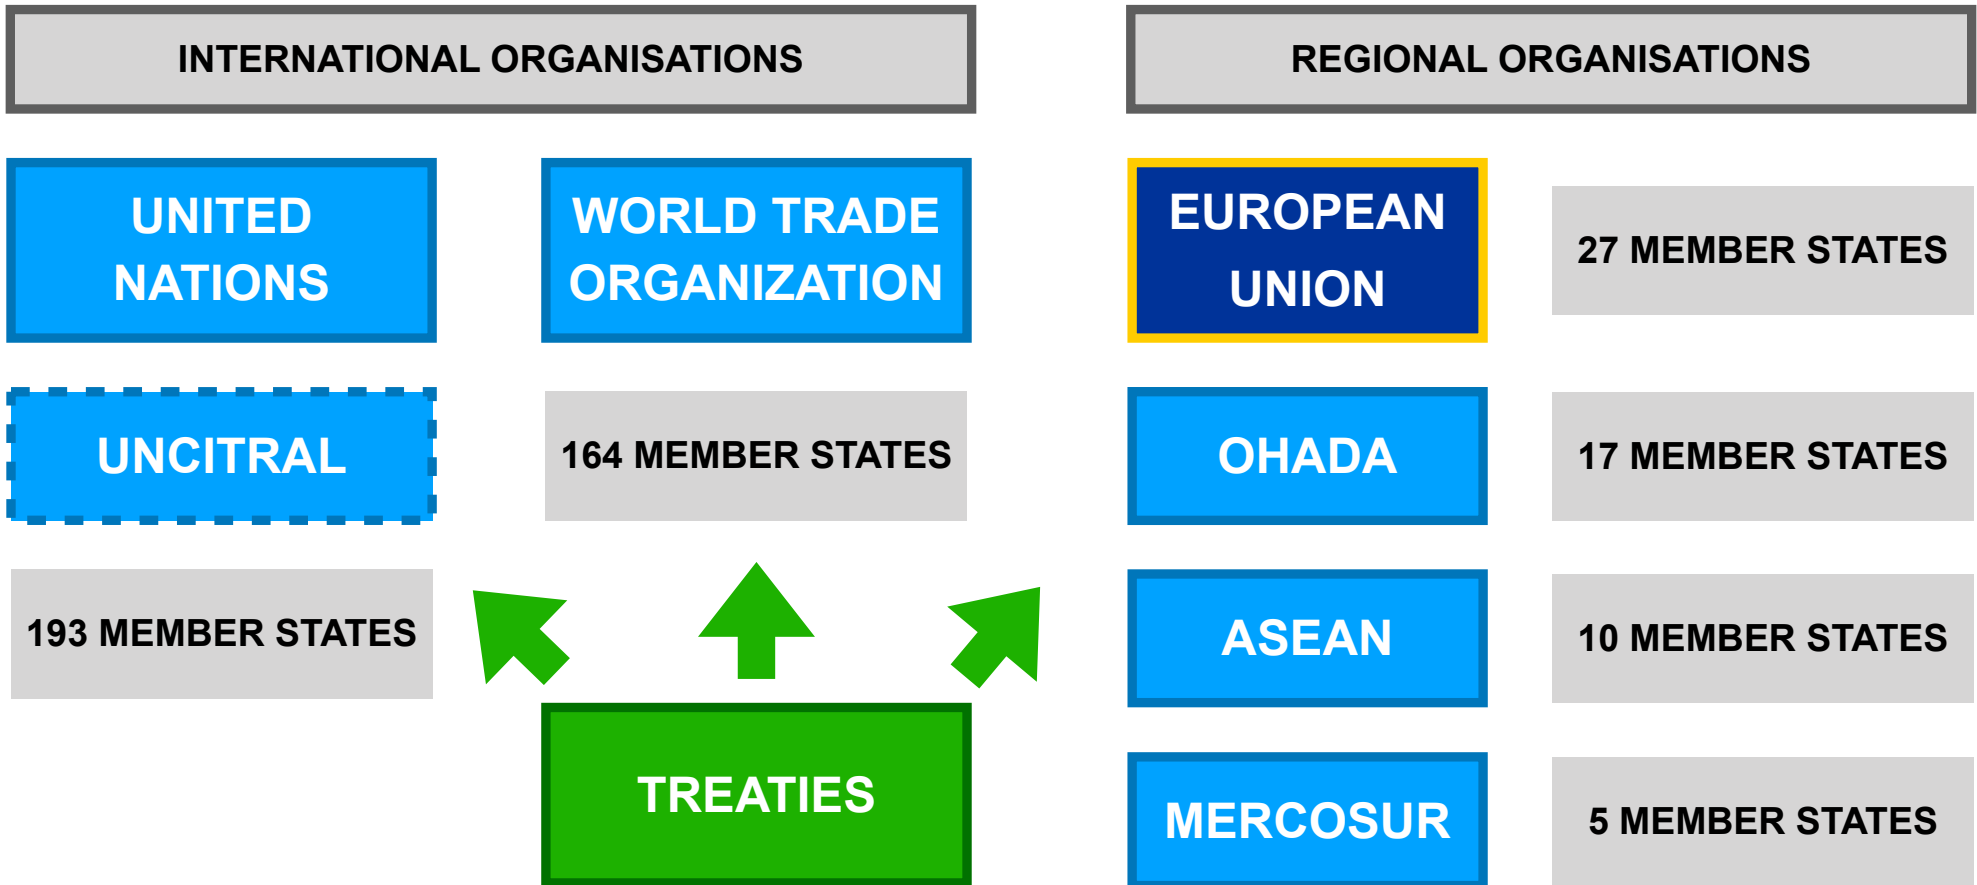 INTERNATIONAL ORGANISATIONS
REGIONAL ORGANISATIONS
UNITED
NATIONS
WORLD TRADE
ORGANIZATION
EUROPEAN
UNION
27 MEMBER STATES
UNCITRAL
164 MEMBER STATES
OHADA
17 MEMBER STATES
193 MEMBER STATES
ASEAN
10 MEMBER STATES
TREATIES
MERCOSUR
5 MEMBER STATES